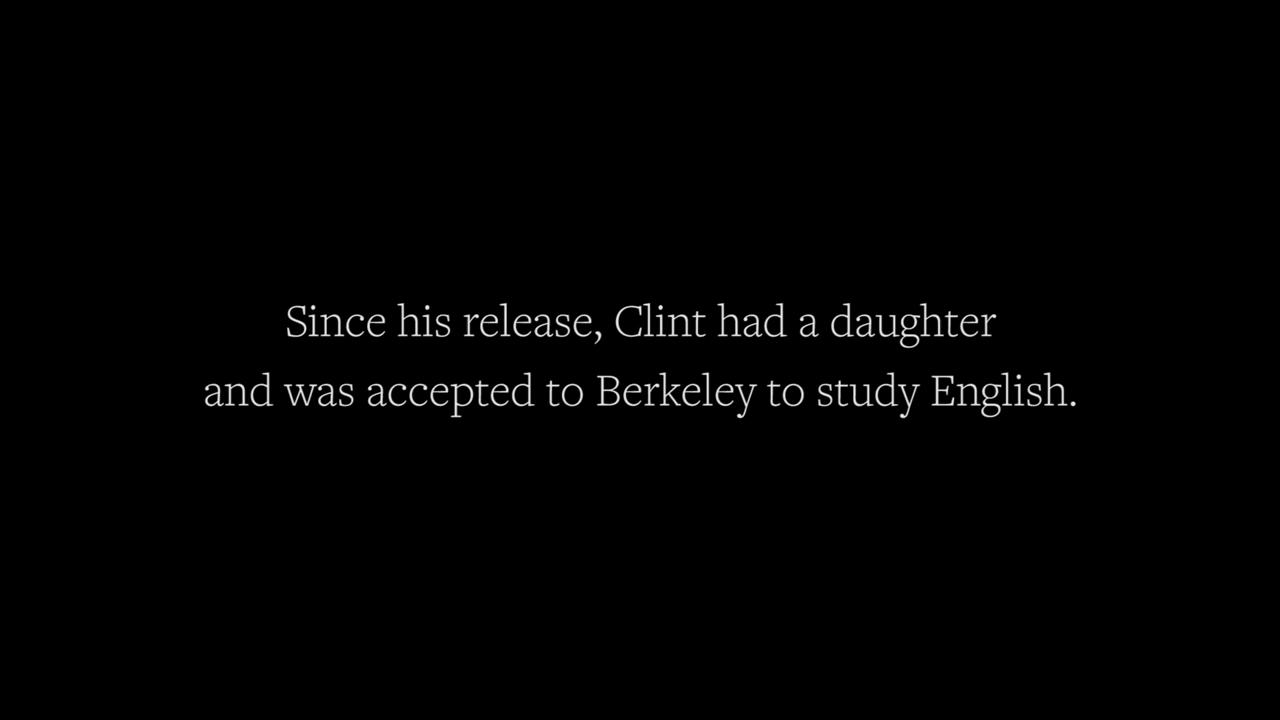 Since his release, Clint had a daughter
and was accepted to Berkeley to study English.